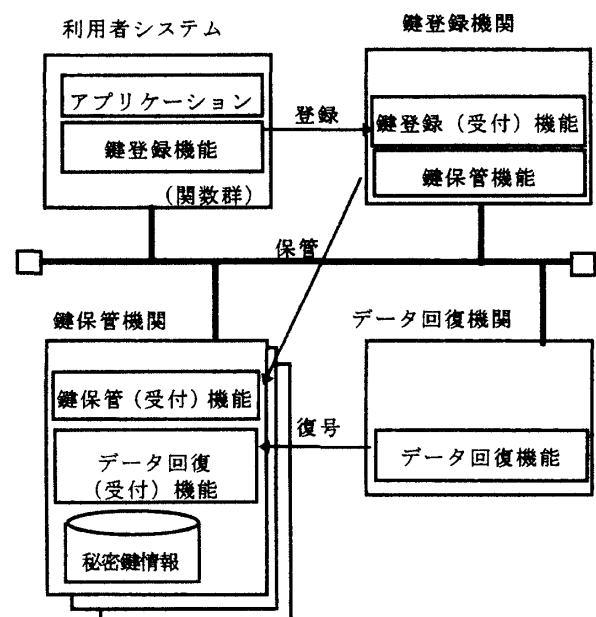 利用者システム
鍵登録機関
アプリケーション
登録
鍵登録（受付）機能
鍵登録機能
鍵保管機能
（関数群）
保管
鍵保管機関
データ回復機関
鍵保管（受付）機能
復号
データ回復
（受付）機能
データ回復機能
秘密鍵情報